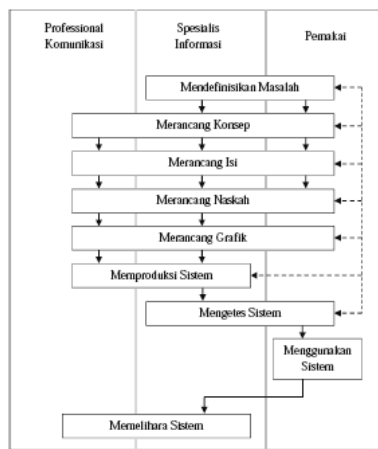 Professional
Komunikasi
Spesialis
Informasi
Pemakai
Mendefinisikan Masalah
Merancang Konsep
Merancang Isi
Merancang Naskah
Merancang Grafik
Memproduksi Sistem
Mengetes Sistem
Menggunakan
Sistem
Memelihara Sistem